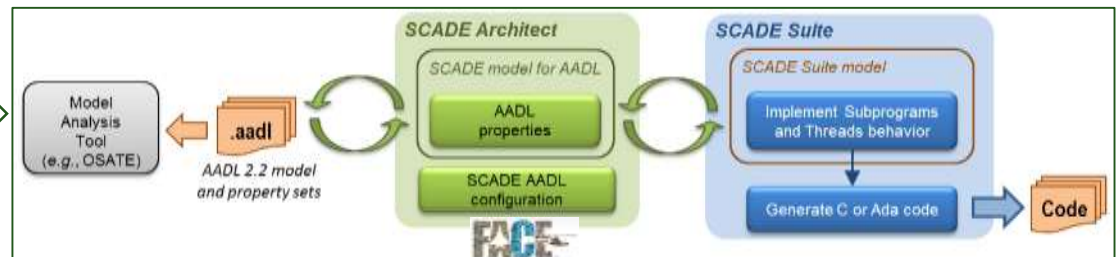 Model
Analysis
Tool
(e.g., OSATE)
.aadl
AADL 2.2 model
and property sets
SCADE Architect
SCADE model for AADL
AADL
properties
SCADE AADL
configuration
FACE
SCADE Suite
SCADE Suite model
Implement Subprograms
and Threads behavior
Generate C or Ada code
Code